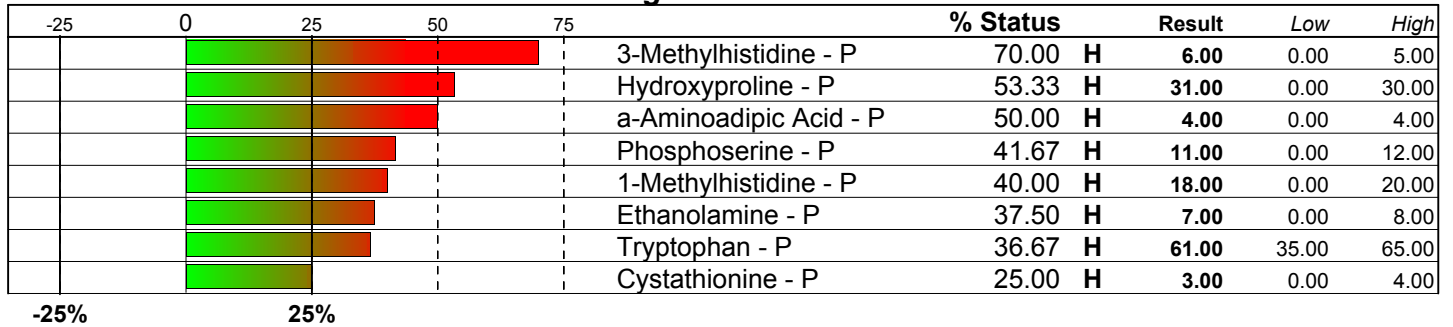 -25 0 25 50 75 % Status Result Low High
3-Methylhistidine - P 70.00 H 6.00 0.00 5.00
Hydroxyproline - P 53.33 H 31.00 0.00 30.00
a-Aminoadipic Acid - P 50.00 H 4.00 0.00 4.00
Phosphoserine - P 41.67 H 11.00 0.00 12.00
1-Methylhistidine - P 40.00 H 18.00 0.00 20.00
Ethanolamine - P 37.50 H 7.00 0.00 8.00
Tryptophan - P 36.67 H 61.00 35.00 65.00
Cystathionine - P 25.00 H 3.00 0.00 4.00
-25% 25%